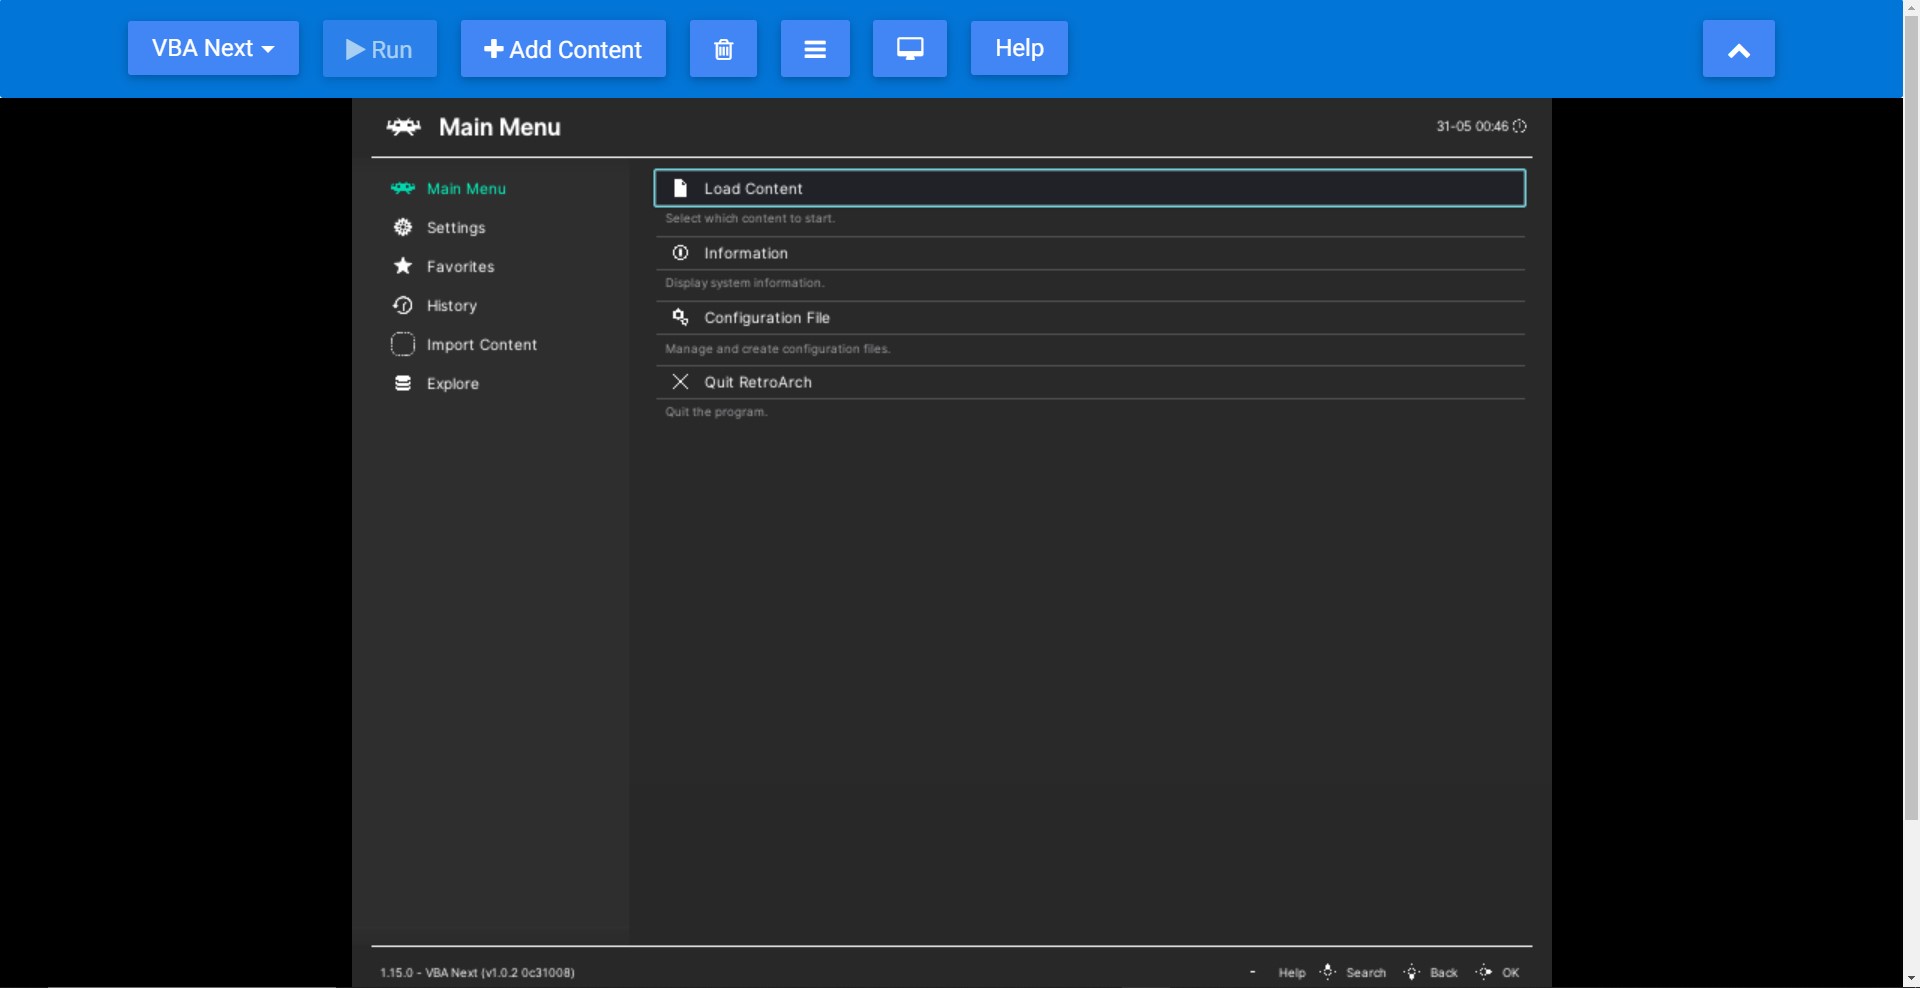 VBA Next
Run
Add Content
Help
Main Menu
31-05 00:46
Main Menu
Settings
Favorites
History
Import Content
Explore
Load Content
Select which content to start.
Information
Display system information.
Configuration File
Manage and create configuration files.
Quit RetroArch
Quit the program.
1.15.0 - VBA Next (v1.0.2 0c31008)
- Help Search Back OK